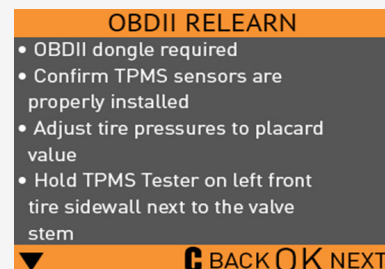 OBDII RELEARN
• OBDII dongle required
• Confirm TPMS sensors are
properly installed
• Adjust tire pressures to placard
value
• Hold TPMS Tester on left front
tire sidewall next to the valve
stem
C BACK OK NEXT